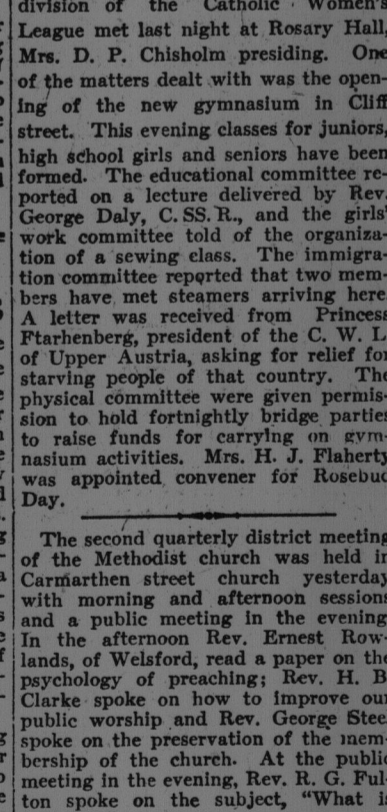 division of the Catholic Women's
League met last night at Rosary Hall,
Mrs. D. P. Chisholm presiding. One
of the matters dealt with was the open-
ing of the new gymnasium in Cliff
street. This evening classes for juniors,
high school girls and seniors have been
formed. The educational committee re-
ported on a lecture delivered by Rev.
George Daly, C. SS. R., and the girls'
work committee told of the organiza-
tion of a sewing class. The immigra-
tion committee reported that two mem-
bers have met steamers arriving here
A letter was received from Princess
Ftarhenberg, president of the C. W. L
of Upper Austria, asking for relief for
starving people of that country. The
physical committee were given permis-
sion to hold fortnightly bridge parties
to raise funds for carrying on gym-
nasium activities. Mrs. H. J. Flaherty
was appointed convener for Rosebud
Day.
The second quarterly district meeting
of the Methodist church was held in
Carmarthen street church yesterday
with morning and afternoon sessions
and a public meeting in the evening
In the afternoon Rev. Ernest Row-
lands, of Welsford, read a paper on the
psychology of preaching; Rev. H. B
Clarke spoke on how to improve our
public worship and Rev. George Stee
spoke on the preservation of the mem-
bership of the church. At the public
meeting in the evening, Rev. R. G. Ful-
ton spoke on the subject, "What i